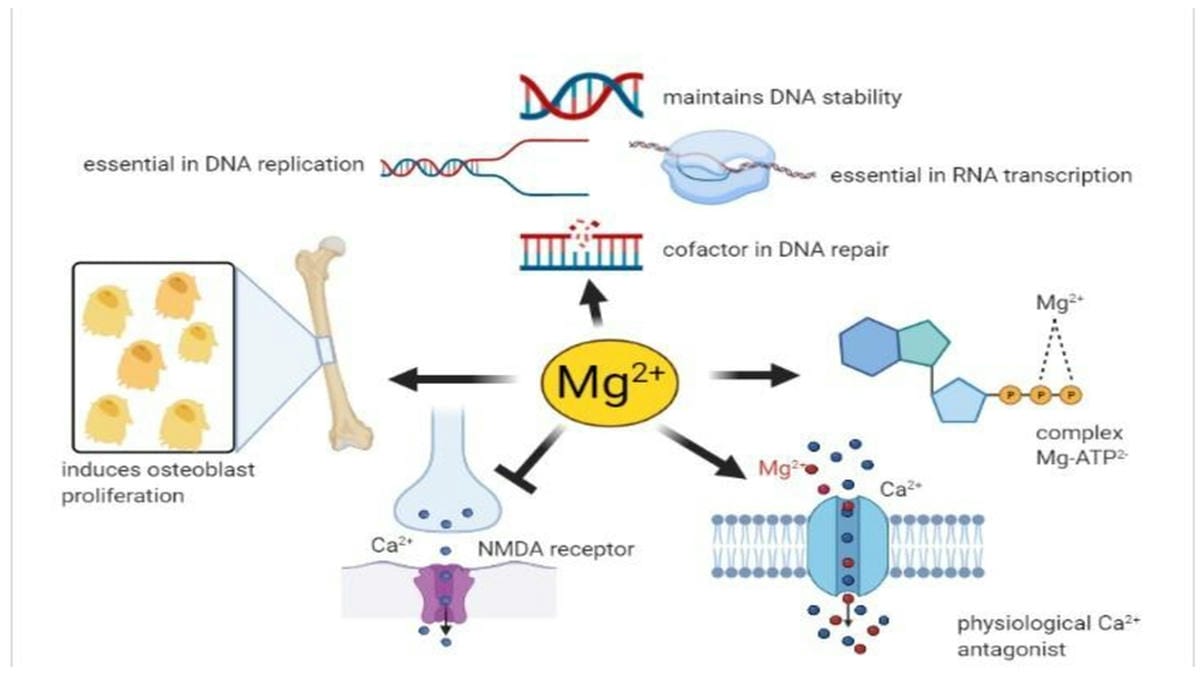 maintains DNA stability
essential in DNA replication
essential in RNA transcription
cofactor in DNA repair
Mg²⁺
Mg²⁺
P P P
complex
Mg-ATP²⁻
induces osteoblast
proliferation
Mg²⁺
Ca²⁺
Ca²⁺
NMDA receptor
physiological Ca²⁺
antagonist